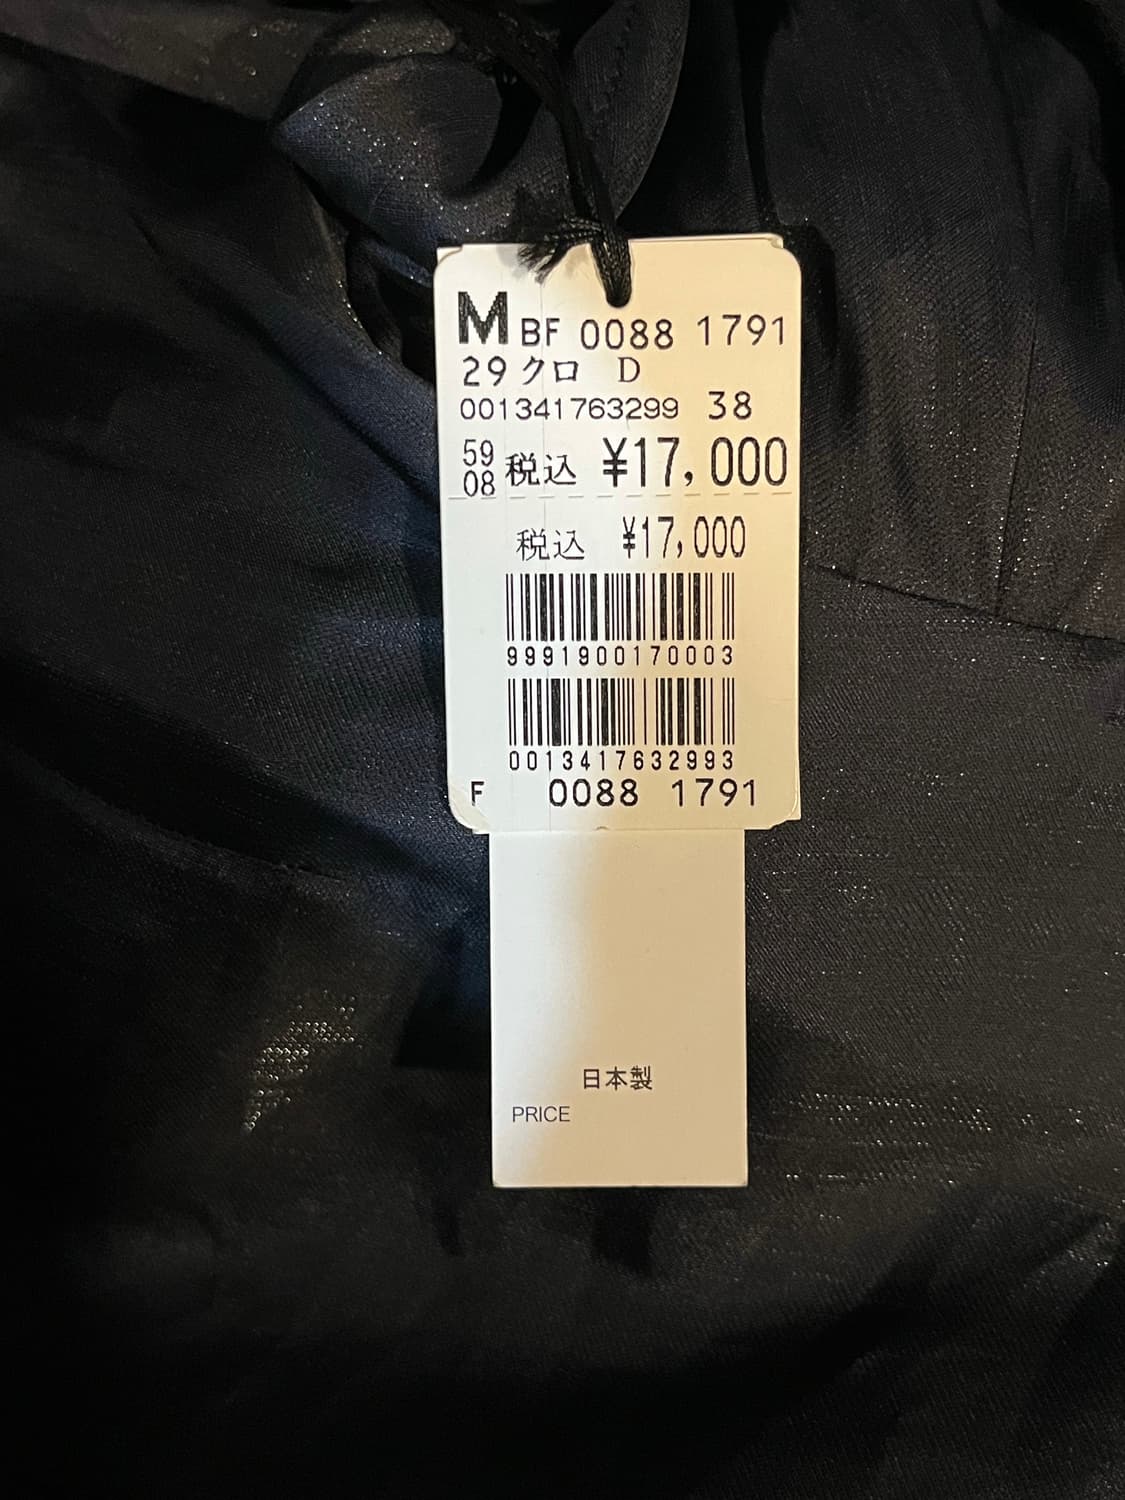 M BF 0088 1791
29 クロ D
001341763299 38
59
08 税込 ¥17,000
税込 ¥17,000
9991900170003
0013417632993
F 0088 1791
日本製
PRICE